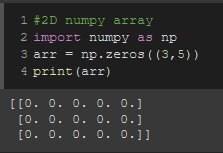 1 #2D numpy array
2 import numpy as np
3 arr = np.zeros((3,5))
4 print(arr)
[[0. 0. 0. 0. 0.]
[0. 0. 0. 0. 0.]
[0. 0. 0. 0. 0.]]